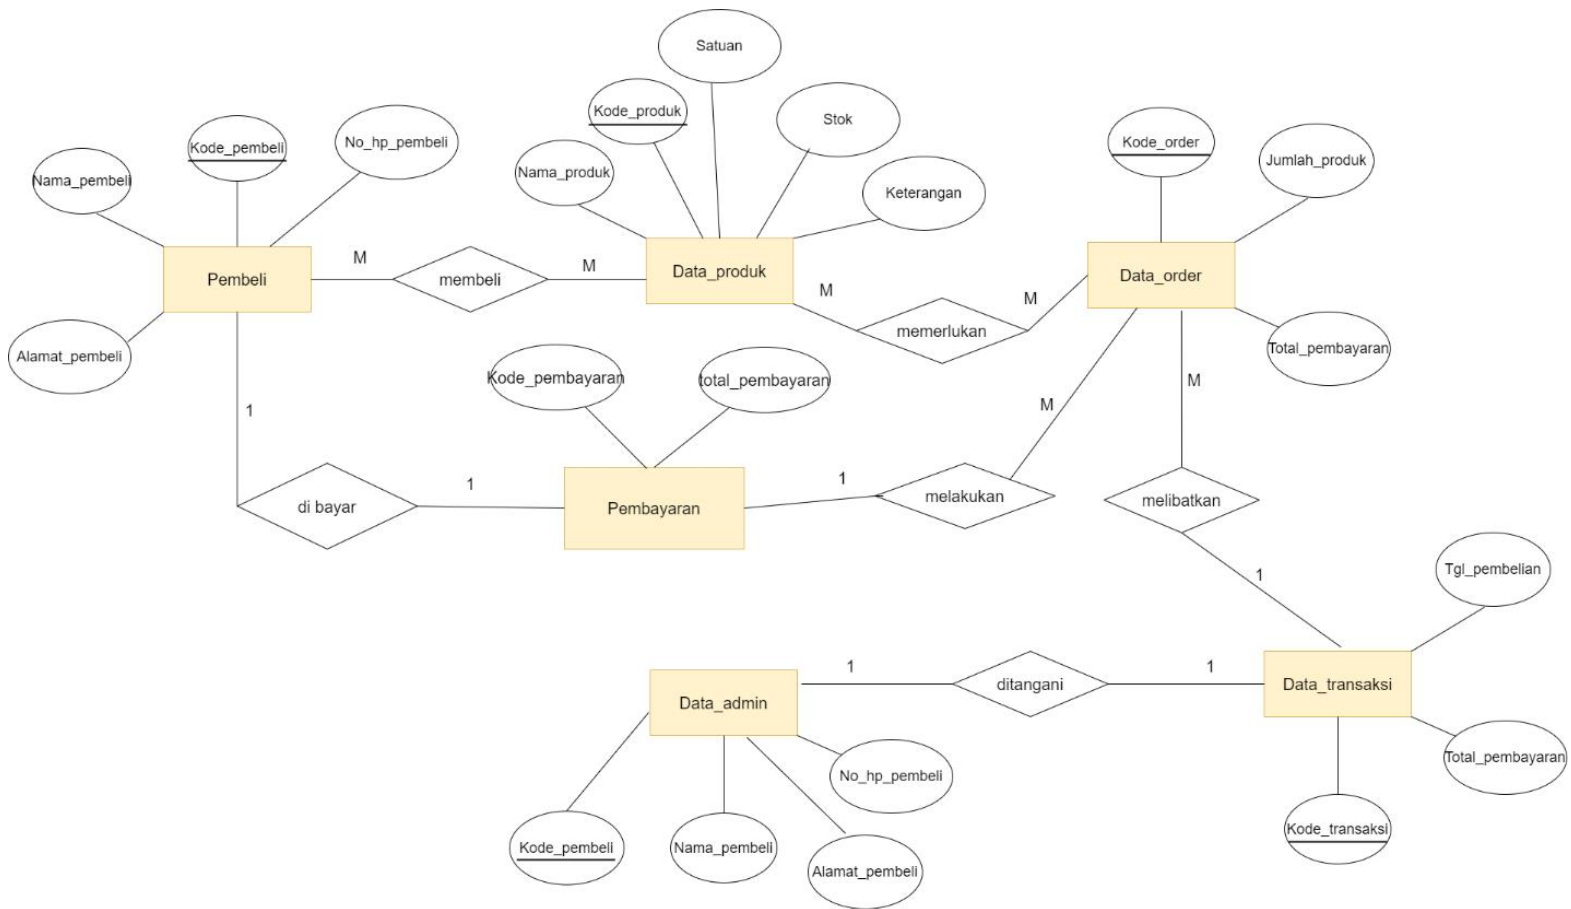 Satuan
Kode_produk
Stok
Nama_produk
Keterangan
Kode_pembeli
No_hp_pembeli
Nama_pembeli
Kode_order
Jumlah_produk
Pembeli
M
membeli
M
Data_produk
M
memerlukan
M
Data_order
Alamat_pembeli
Total_pembayaran
Kode_pembayaran
total_pembayaran
1
M
M
di bayar
1
Pembayaran
1
melakukan
melibatkan
1
Tgl_pembelian
Data_admin
1
ditangani
1
Data_transaksi
No_hp_pembeli
Total_pembayaran
Kode_pembeli
Nama_pembeli
Alamat_pembeli
Kode_transaksi